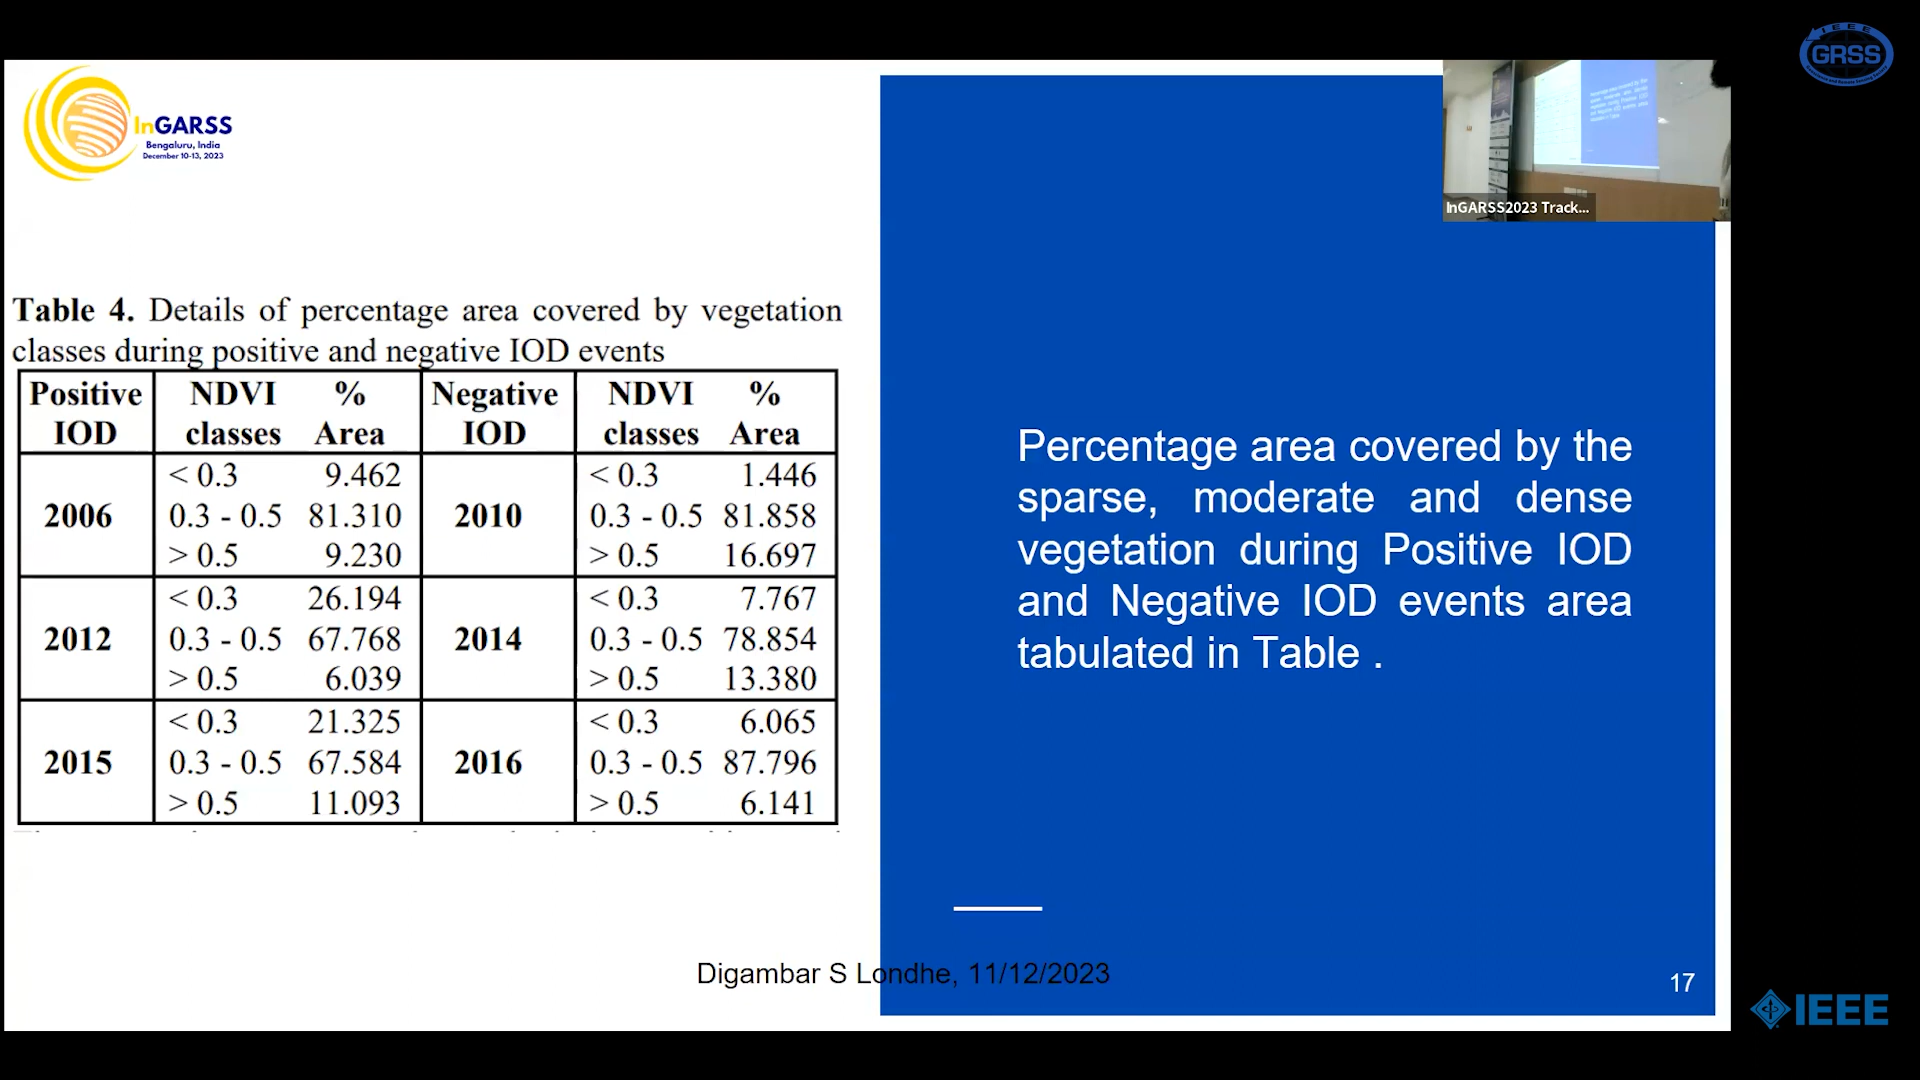 IEEE
GRSS
InGARSS
Bengaluru, India
December 10-13, 2023
InGARSS2023 Track...
Table 4. Details of percentage area covered by vegetation
classes during positive and negative IOD events
Positive IOD NDVI classes % Area Negative IOD NDVI classes % Area
< 0.3 9.462 < 0.3 1.446
2006 0.3 - 0.5 81.310 2010 0.3 - 0.5 81.858
> 0.5 9.230 > 0.5 16.697
< 0.3 26.194 < 0.3 7.767
2012 0.3 - 0.5 67.768 2014 0.3 - 0.5 78.854
> 0.5 6.039 > 0.5 13.380
< 0.3 21.325 < 0.3 6.065
2015 0.3 - 0.5 67.584 2016 0.3 - 0.5 87.796
> 0.5 11.093 > 0.5 6.141
Percentage area covered by the
sparse, moderate and dense
vegetation during Positive IOD
and Negative IOD events area
tabulated in Table .
Digambar S Londhe, 11/12/2023
17
IEEE